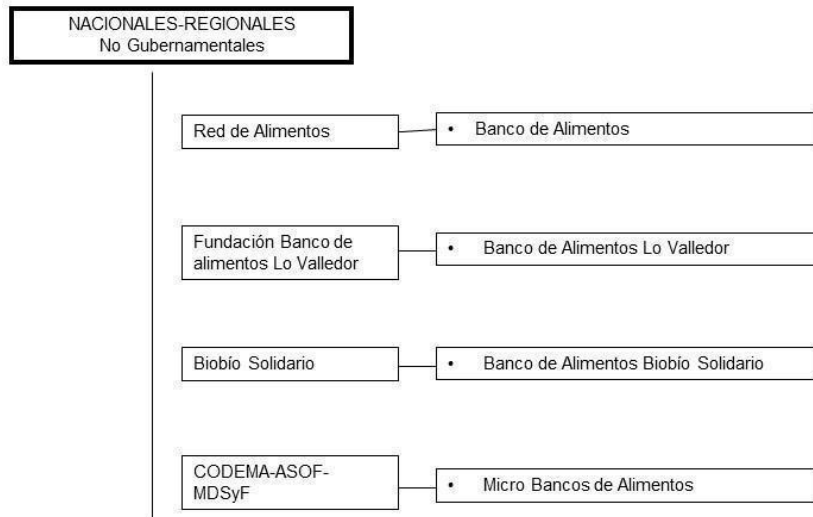 NACIONALES-REGIONALES
No Gubernamentales
Red de Alimentos
• Banco de Alimentos
Fundación Banco de
alimentos Lo Valledor
• Banco de Alimentos Lo Valledor
Biobío Solidario
• Banco de Alimentos Biobío Solidario
CODEMA-ASOF-
MDSyF
• Micro Bancos de Alimentos